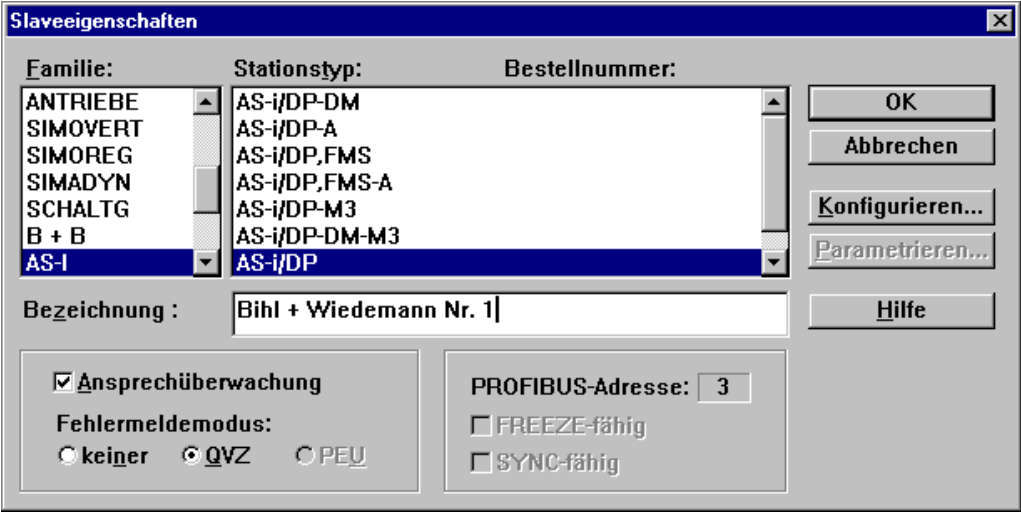 Slaveeigenschaften
Familie: Stationstyp: Bestellnummer:
ANTRIEBE
SIMOVERT
SIMOREG
SIMADYN
SCHALTG
B + B
AS-I
AS-i/DP-DM
AS-i/DP-A
AS-i/DP,FMS
AS-i/DP,FMS-A
AS-i/DP-M3
AS-i/DP-DM-M3
AS-i/DP
OK
Abbrechen
Konfigurieren...
Parametrieren...
Hilfe
Bezeichnung : Bihl + Wiedemann Nr. 1
Ansprechüberwachung
Fehlermeldemodus:
keiner QVZ PEU
PROFIBUS-Adresse: 3
FREEZE-fähig
SYNC-fähig